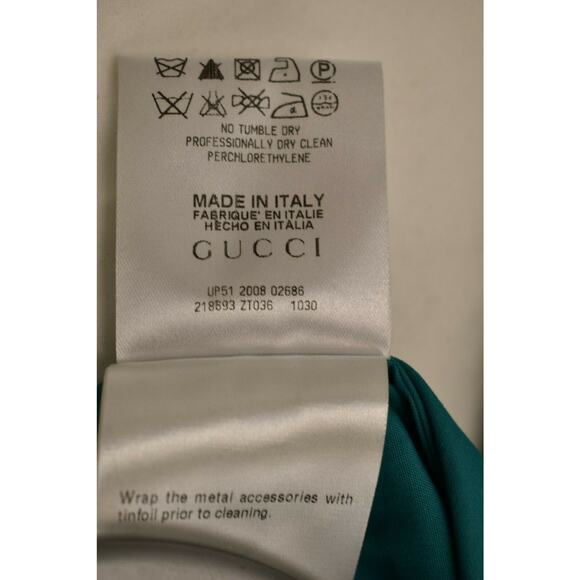 NO TUMBLE DRY
PROFESSIONALLY DRY CLEAN
PERCHLORETHYLENE
MADE IN ITALY
FABRIQUE' EN ITALIE
HECHO EN ITALIA
GUCCI
UP51 2008 02686
218693 ZT036 1030
Wrap the metal accessories with
tinfoil prior to cleaning.